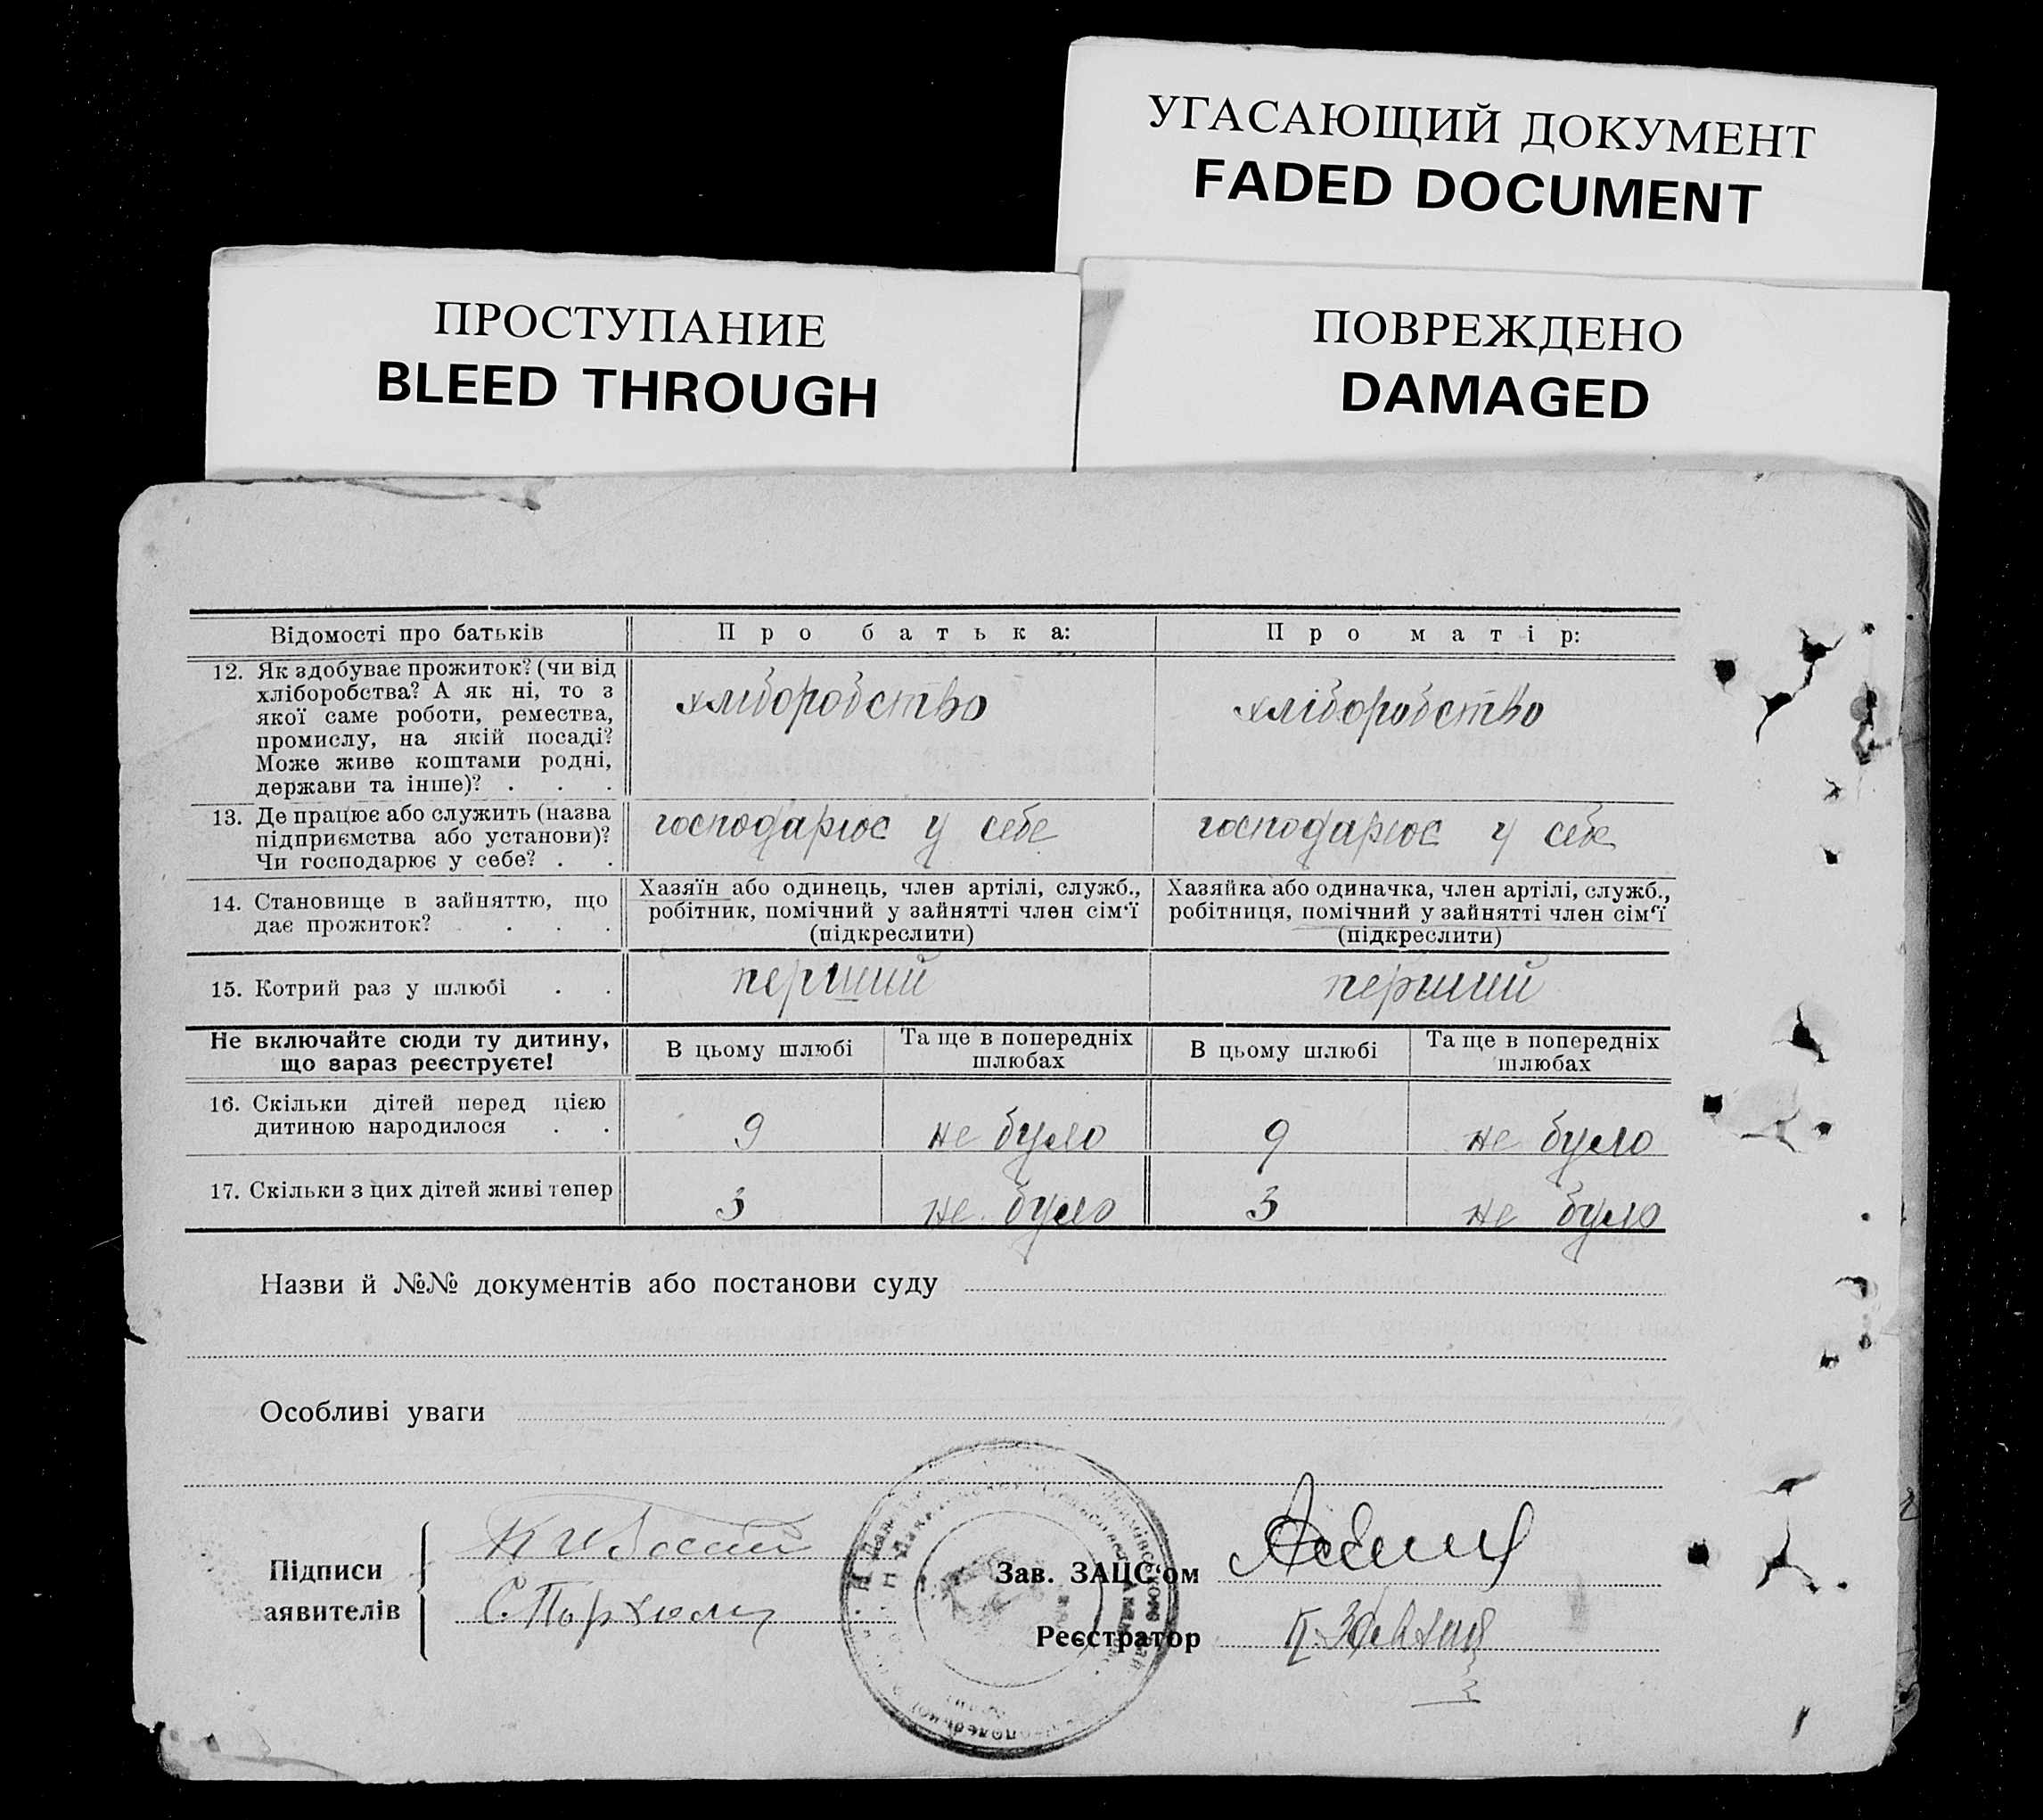 УГАСАЮЩИЙ ДОКУМЕНТ
FADED DOCUMENT
ПРОСТУПАНИЕ
BLEED THROUGH
ПОВРЕЖДЕНО
DAMAGED
Відомості про батьків
Про батька:
Про матір:
12. Як здобуває прожиток? (чи від
хліборобства? А як ні, то з
якої саме роботи, ремества,
промислу, на якій посаді?
Може живе коштами родні,
держави та інше)? . . .
хліборобство
хліборобство
13. Де працює або служить (назва
підприємства або установи)?
Чи господарює у себе? . .
господарює у себе
господарює у себе
14. Становище в зайняттю, що
дає прожиток? . . .
Хазяїн або одинець, член артілі, служб.,
робітник, помічний у зайнятті член сім'ї
(підкреслити)
Хазяйка або одиначка, член артілі, служб.,
робітниця, помічний у зайнятті член сім'ї
(підкреслити)
15. Котрий раз у шлюбі . .
перший
перший
Не включайте сюди ту дитину,
що зараз реєструєте!
В цьому шлюбі
Та ще в попередніх
шлюбах
В цьому шлюбі
Та ще в попередніх
шлюбах
16. Скільки дітей перед цією
дитиною народилося . .
9
не було
9
не було
17. Скільки з цих дітей живі тепер
3
не було
3
не було
Назви й №№ документів або постанови суду
Особливі уваги
Підписи
аявителів
Зав. ЗАЦС'ом
Реєстратор